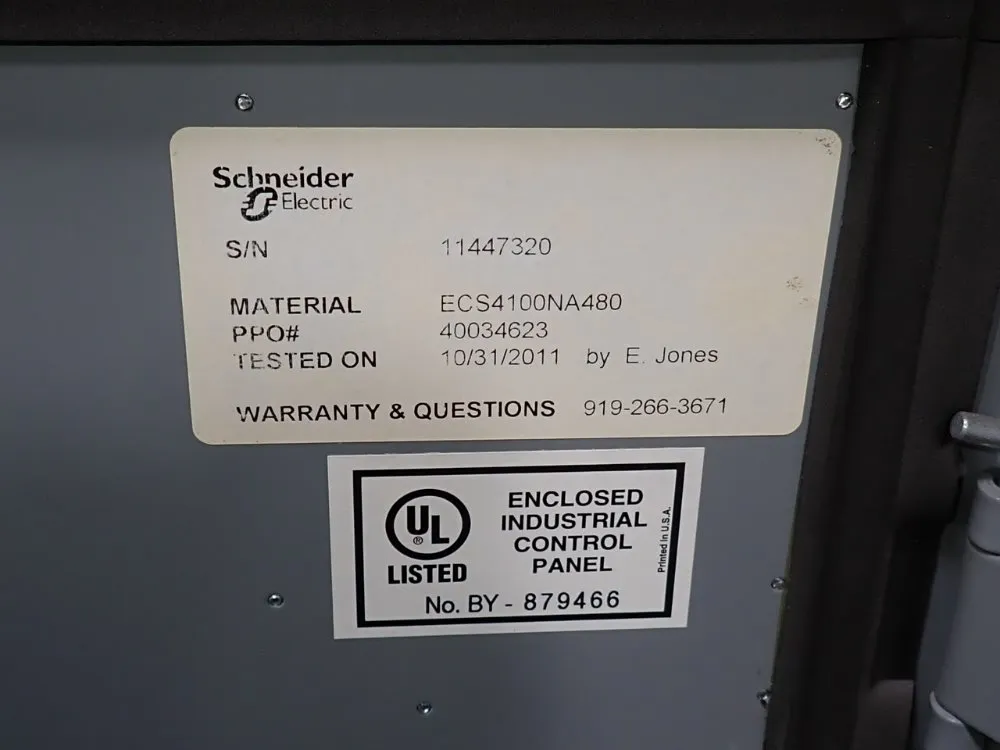 Schneider
Electric
S/N 11447320
MATERIAL ECS4100NA480
PPO# 40034623
TESTED ON 10/31/2011 by E. Jones
WARRANTY & QUESTIONS 919-266-3671
UL
®
LISTED
ENCLOSED
INDUSTRIAL
CONTROL
PANEL
Printed in U.S.A.
No. BY - 879466